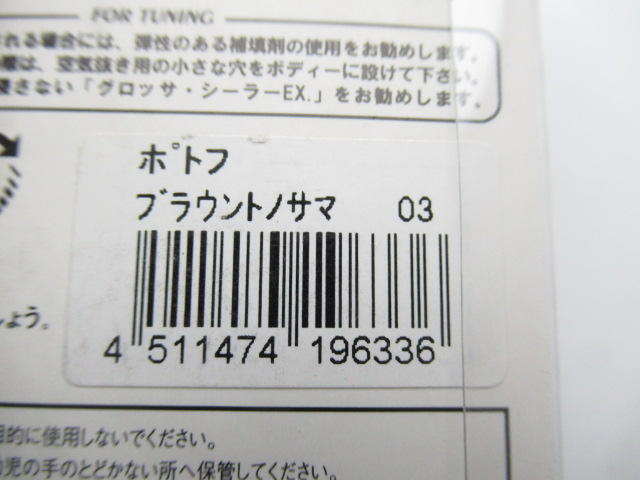 FOR TUNING
される場合には、弾性のある補填剤の使用をお勧めします。
際は、空気抜き用の小さな穴をボディーに設けて下さい。
侵さない「グロッサ・シーラーEX.」をお勧めします。
ﾎﾟﾄﾌ
ﾌﾞﾗｳﾝﾄﾉｻﾏ 03
しょう。
4 511474 196336
目的に使用しないでください。
幼児の手のとどかない所へ保管してください。